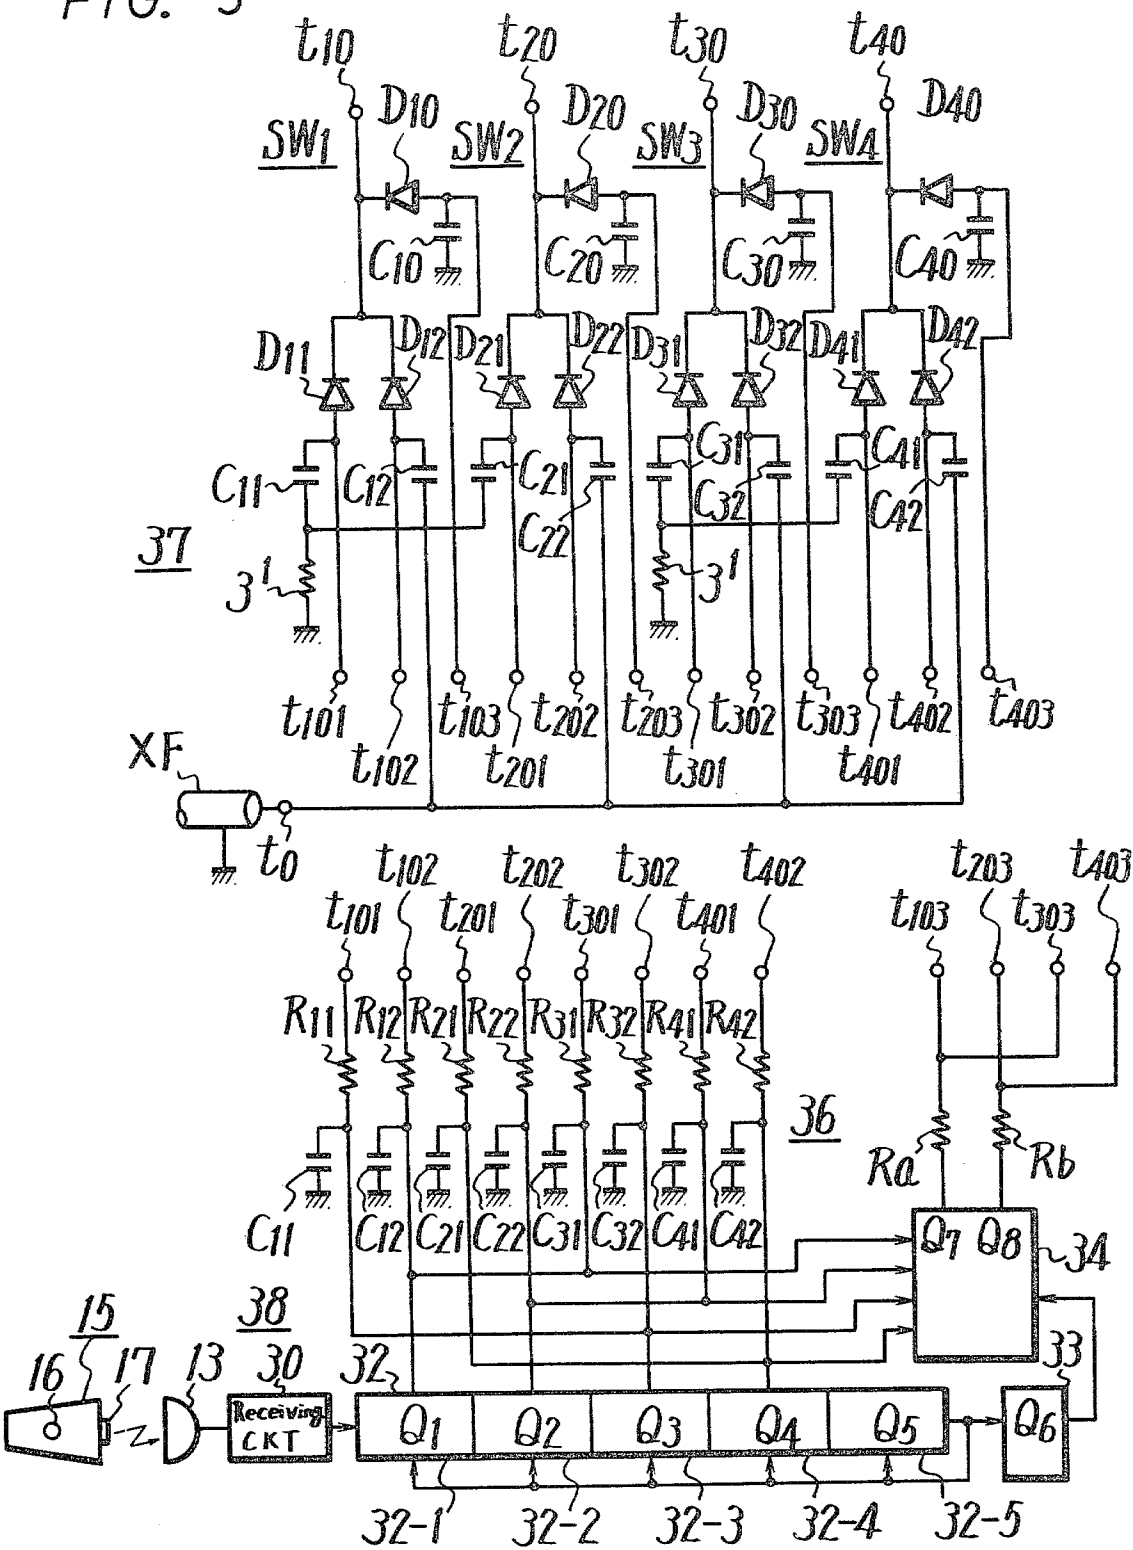 FIG. 5
t10 t20 t30 t40
D10 D20 D30 D40
SW1 SW2 SW3 SW4
C10 C20 C30 C40
D11 D12 D21 D22 D31 D32 D41 D42
C11 C12 C21 C22 C31 C32 C41 C42
37
31 31
t101 t103 t202 t203 t302 t303 t402 t403
t102 t201 t301 t401
XF
t0
t102 t202 t302 t402 t203 t403
t101 t201 t301 t401 t103 t303
R11 R12 R21 R22 R31 R32 R41 R42
36
Ra Rb
C11 C12 C21 C22 C31 C32 C41 C42
Q7 Q8 34
15 38
16 17 13 30 32 33
Receiving
CKT
Q1 Q2 Q3 Q4 Q5 Q6
32-1 32-2 32-3 32-4 32-5